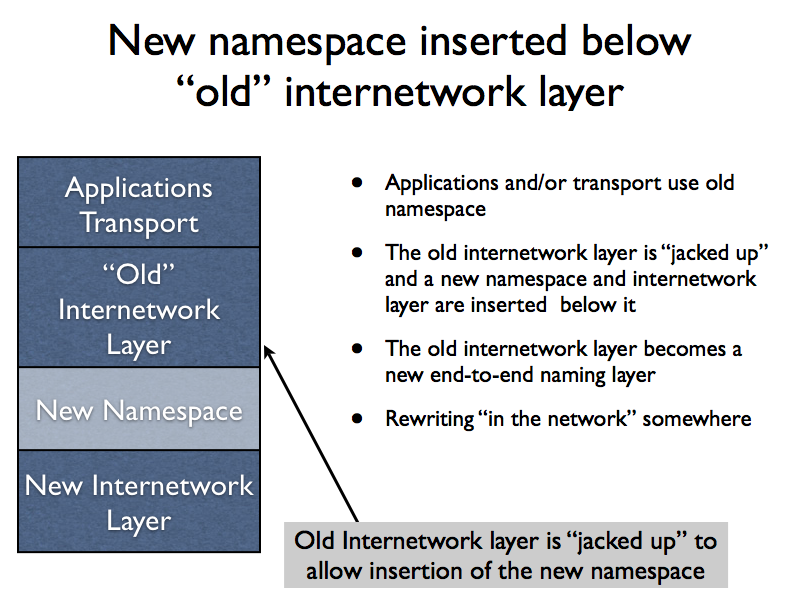 New namespace inserted below
“old” internetwork layer
Applications
Transport
“Old”
Internetwork
Layer
New Namespace
New Internetwork
Layer
• Applications and/or transport use old
namespace
• The old internetwork layer is “jacked up”
and a new namespace and internetwork
layer are inserted below it
• The old internetwork layer becomes a
new end-to-end naming layer
• Rewriting “in the network” somewhere
Old Internetwork layer is “jacked up” to
allow insertion of the new namespace